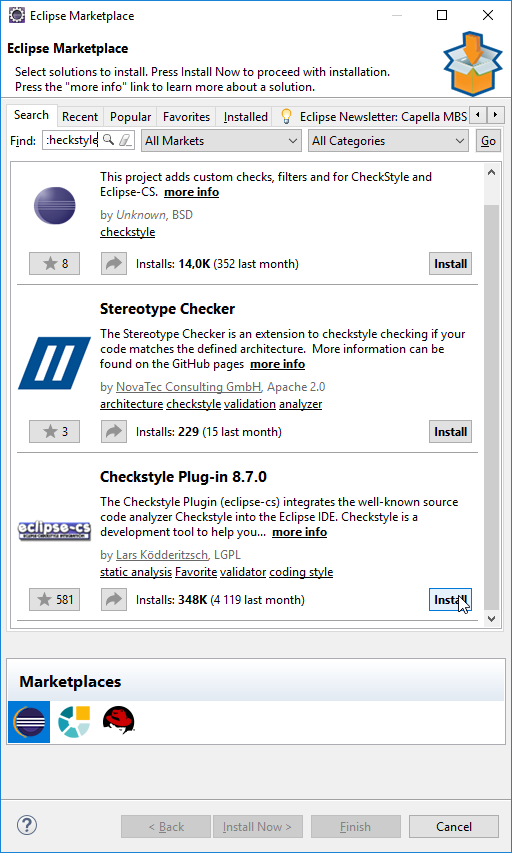 Eclipse Marketplace
Eclipse Marketplace
Select solutions to install. Press Install Now to proceed with installation.
Press the "more info" link to learn more about a solution.
Search Recent Popular Favorites Installed Eclipse Newsletter: Capella MBS
Find: :heckstyle All Markets All Categories Go
This project adds custom checks, filters and for CheckStyle and
Eclipse-CS. more info
by Unknown, BSD
checkstyle
8 Installs: 14,0K (352 last month) Install
Stereotype Checker
The Stereotype Checker is an extension to checkstyle checking if your
code matches the defined architecture. More information can be
found on the GitHub pages more info
by NovaTec Consulting GmbH, Apache 2.0
architecture checkstyle validation analyzer
3 Installs: 229 (15 last month) Install
Checkstyle Plug-in 8.7.0
The Checkstyle Plugin (eclipse-cs) integrates the well-known source
code analyzer Checkstyle into the Eclipse IDE. Checkstyle is a
development tool to help you... more info
eclipse-cs
by Lars Ködderitzsch, LGPL
static analysis Favorite validator coding style
581 Installs: 348K (4 119 last month) Install
Marketplaces
? < Back Install Now > Finish Cancel